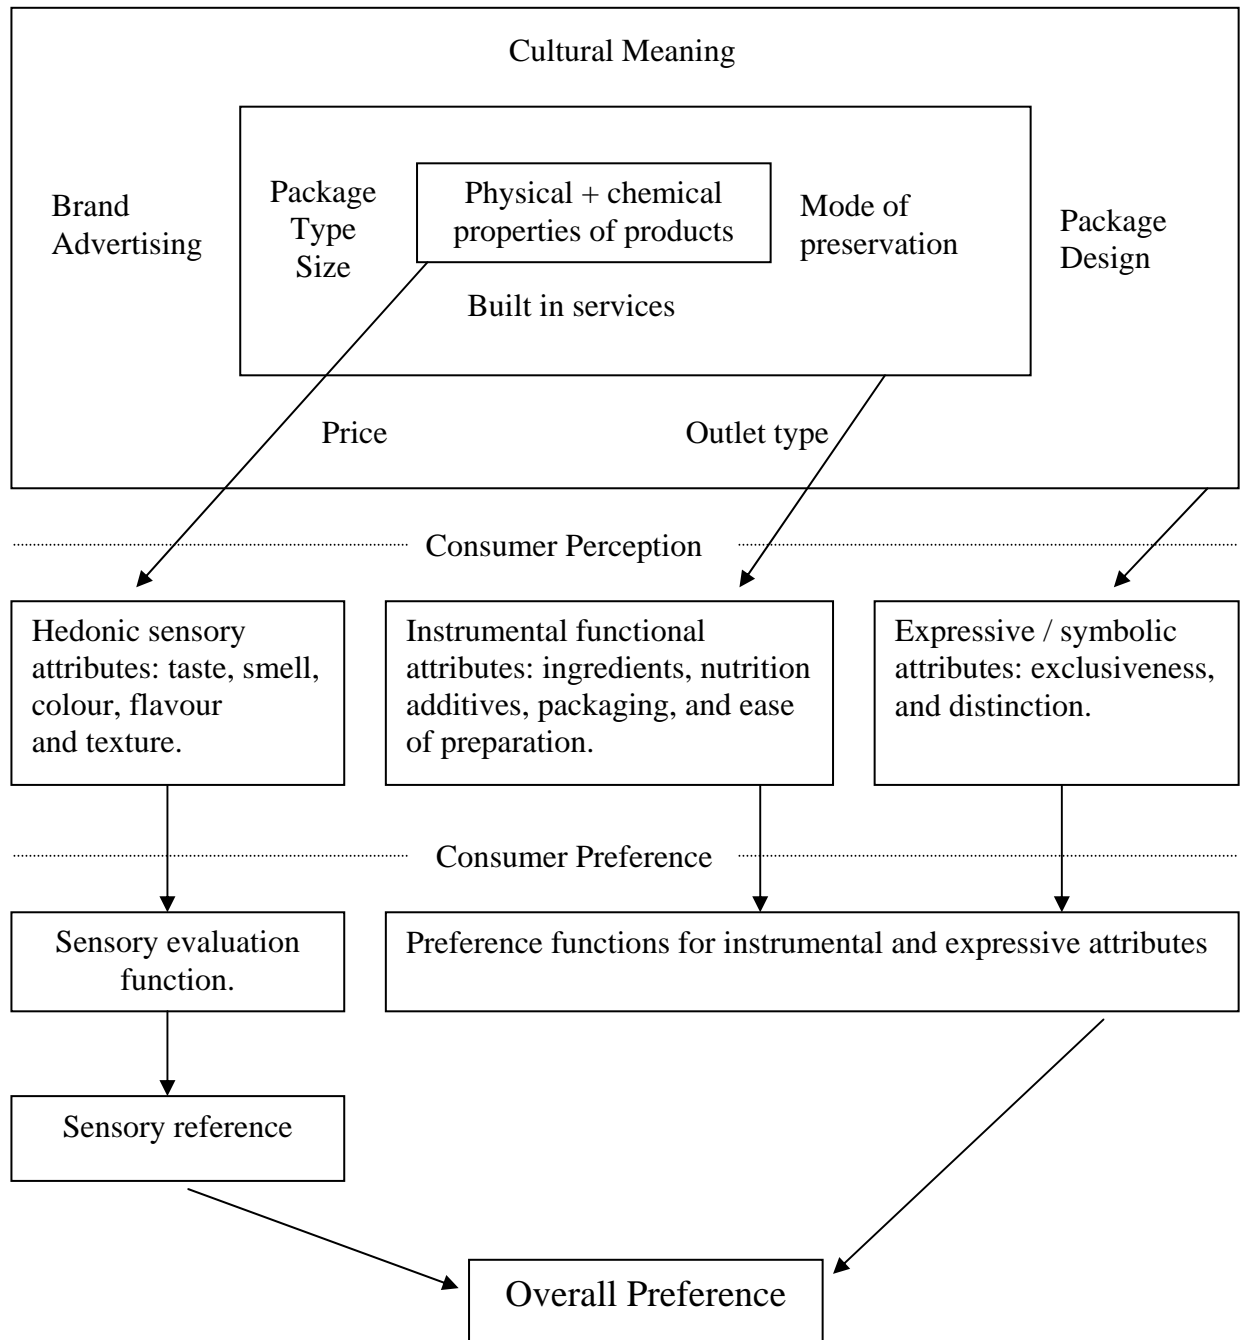 Cultural Meaning
Brand
Advertising
Package
Type
Size
Physical + chemical
properties of products
Mode of
preservation
Package
Design
Built in services
Price
Outlet type
Consumer Perception
Hedonic sensory
attributes: taste, smell,
colour, flavour
and texture.
Instrumental functional
attributes: ingredients, nutrition
additives, packaging, and ease
of preparation.
Expressive / symbolic
attributes: exclusiveness,
and distinction.
Consumer Preference
Sensory evaluation
function.
Preference functions for instrumental and expressive attributes
Sensory reference
Overall Preference